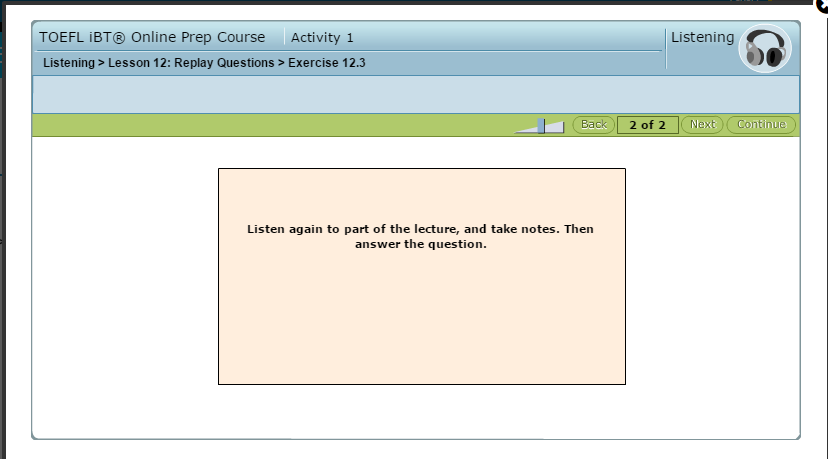 TOEFL iBT® Online Prep Course Activity 1 Listening
Listening > Lesson 12: Replay Questions > Exercise 12.3
Back 2 of 2 Next Continue
Listen again to part of the lecture, and take notes. Then
answer the question.